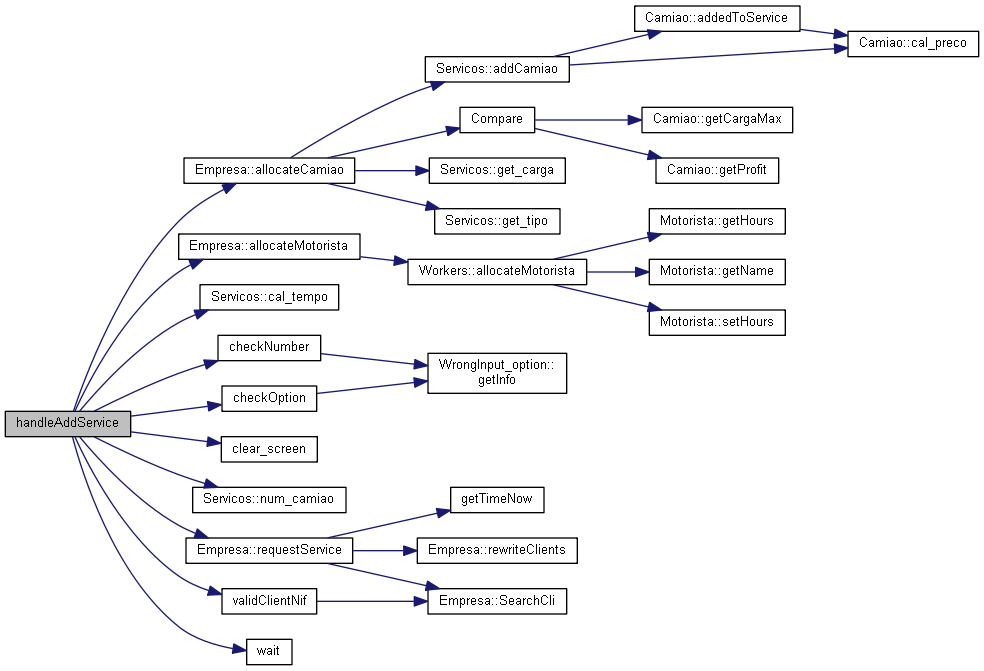 Camiao::addedToService
Camiao::cal_preco
Servicos::addCamiao
Compare
Camiao::getCargaMax
Empresa::allocateCamiao
Servicos::get_carga
Camiao::getProfit
Servicos::get_tipo
Motorista::getHours
Empresa::allocateMotorista
Workers::allocateMotorista
Motorista::getName
Servicos::cal_tempo
Motorista::setHours
checkNumber
WrongInput_option::
getInfo
checkOption
handleAddService
clear_screen
Servicos::num_camiao
getTimeNow
Empresa::requestService
Empresa::rewriteClients
validClientNif
Empresa::SearchCli
wait